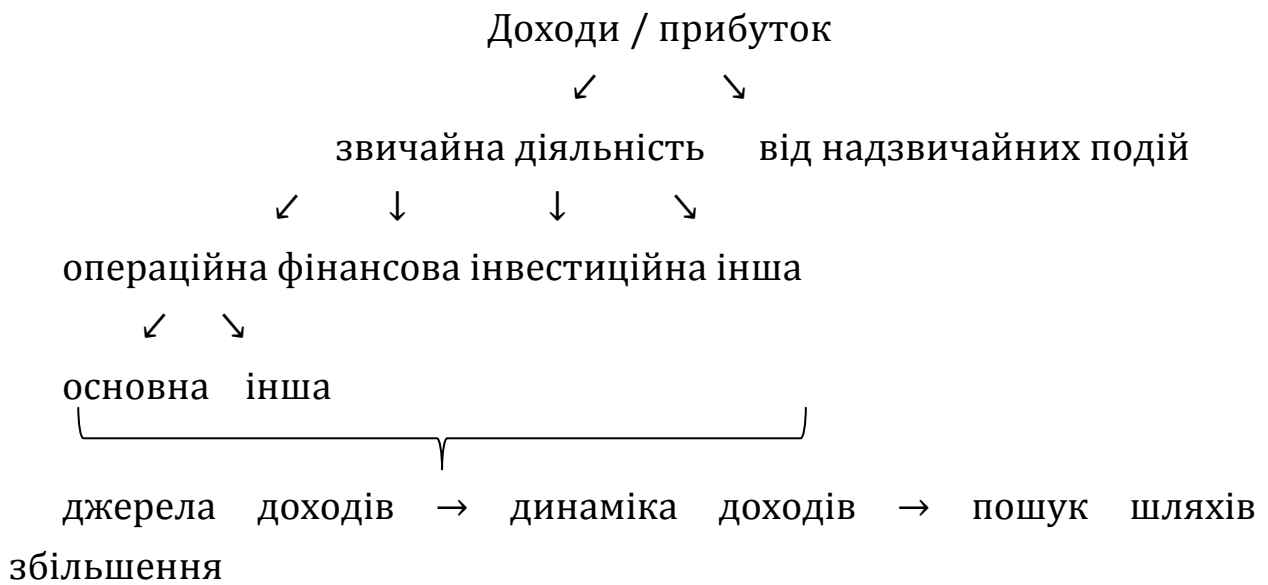 Доходи / прибуток
↙ ↘
звичайна діяльність від надзвичайних подій
↙ ↓ ↓ ↘
операційна фінансова інвестиційна інша
↙ ↘
основна інша
джерела доходів → динаміка доходів → пошук шляхів
збільшення